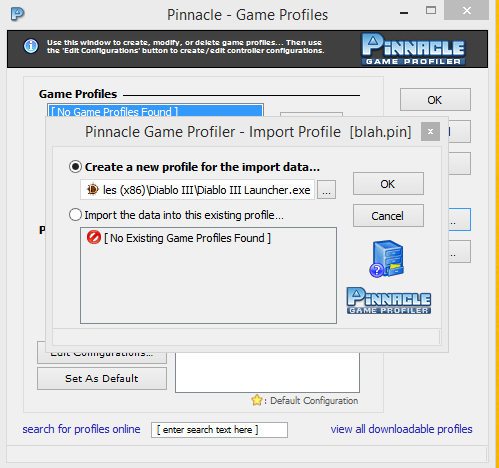 Pinnacle - Game Profiles
Use this window to create, modify, or delete game profiles... Then use
the 'Edit Configurations' button to create/edit controller configurations.
PINNACLE
GAME PROFILER
Game Profiles
[ No Game Profiles Found ]
OK
Pinnacle Game Profiler - Import Profile [blah.pin]
x
Create a new profile for the import data...
les (x86)\Diablo III\Diablo III Launcher.exe
...
OK
Import the data into this existing profile...
Cancel
[ No Existing Game Profiles Found ]
PINNACLE
GAME PROFILER
Edit Configurations...
Set As Default
: Default Configuration
search for profiles online
[ enter search text here ]
view all downloadable profiles